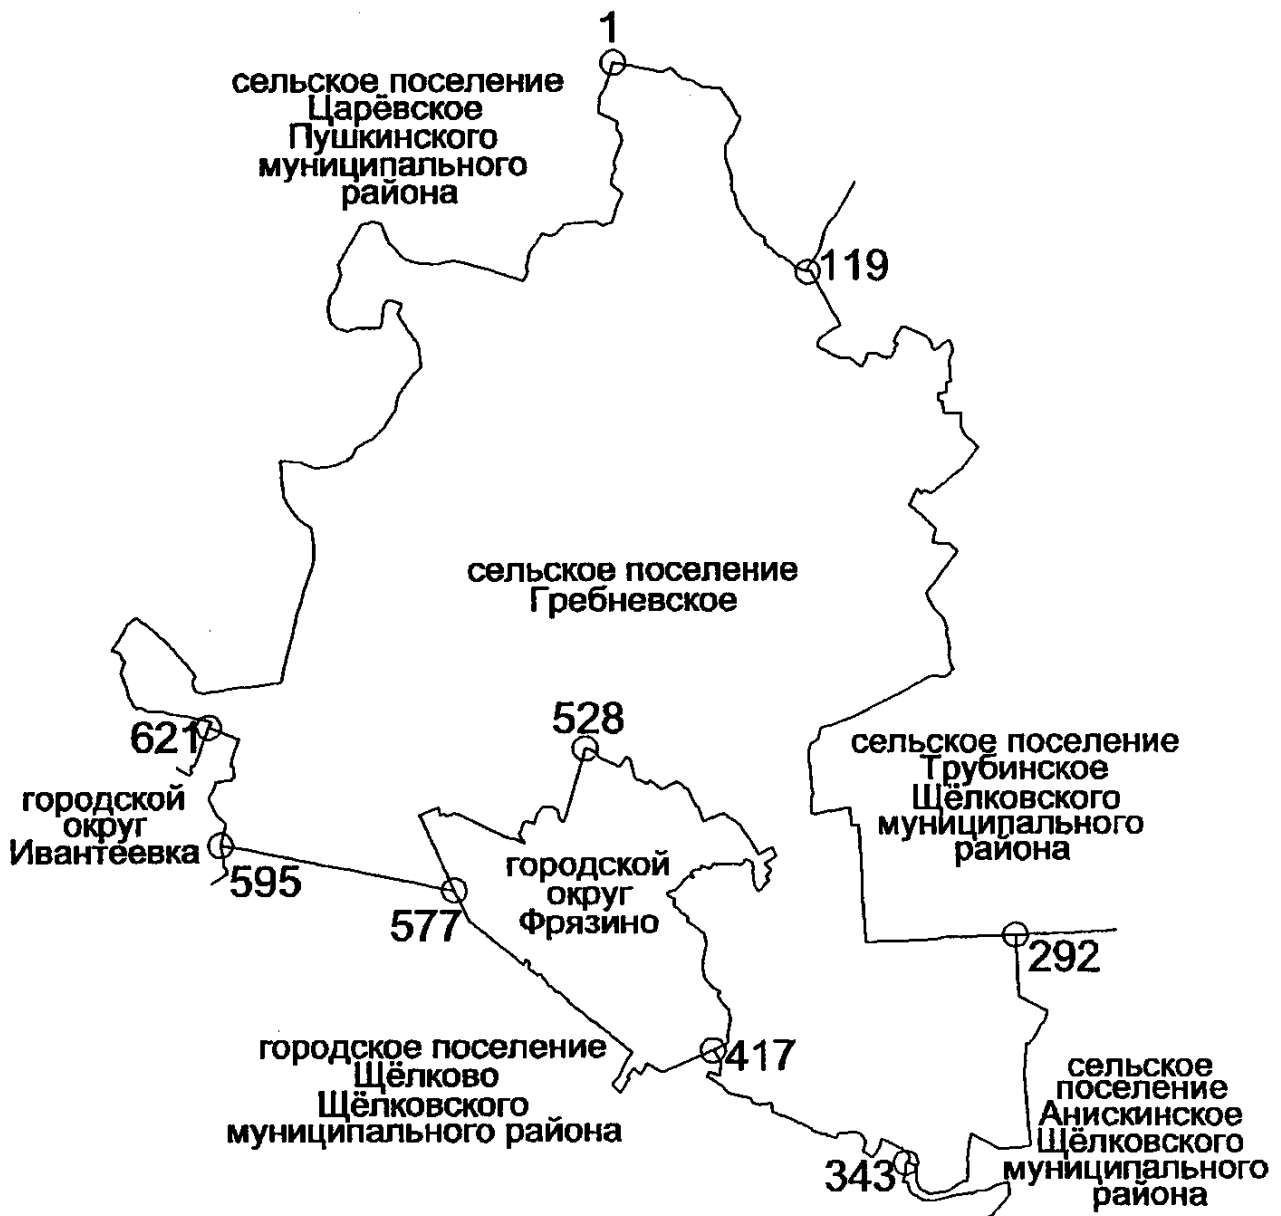 1
сельское поселение
Царёвское
Пушкинского
муниципального
района
119
сельское поселение
Гребневское
528
621
сельское поселение
Трубинское
Щёлковского
муниципального
района
городской
округ
Ивантеевка
595
городской
округ
Фрязино
577
292
городское поселение
Щёлково
Щёлковского
муниципального района
417
сельское
поселение
Анискинское
Щёлковского
муниципального
района
343